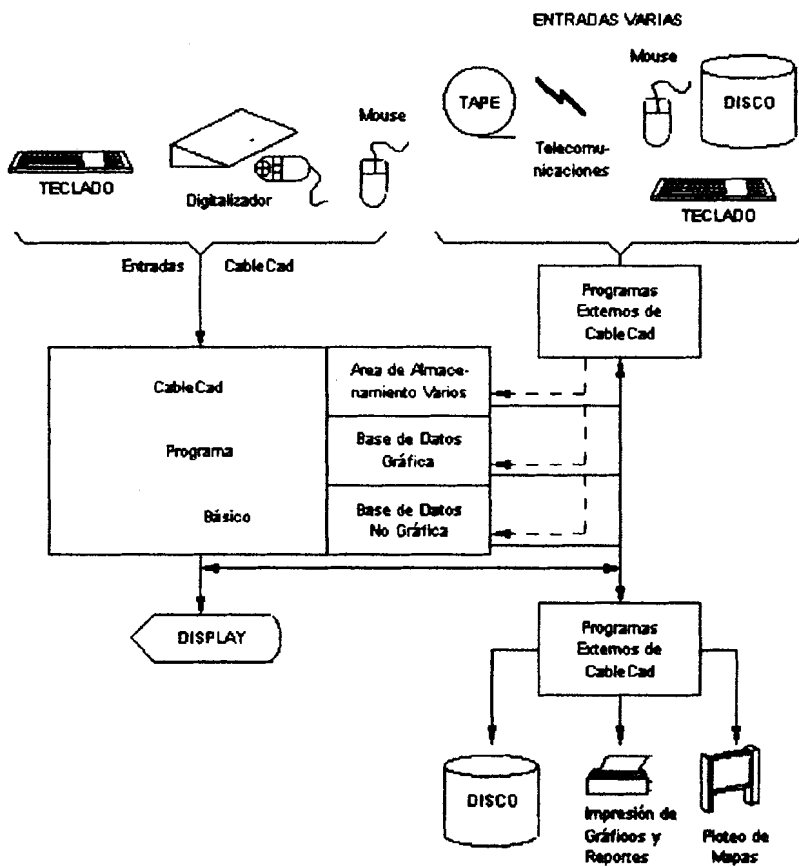 ENTRADAS VARIAS
Mouse
TAPE
DISCO
Telecomu-
nicaciones
TECLADO
Mouse
TECLADO
Digitalizador
Entradas CableCad
Programas
Externos de
CableCad
CableCad
Programa
Básico
Area de Almace-
namiento Varios
Base de Datos
Gráfica
Base de Datos
No Gráfica
DISPLAY
Programas
Externos de
CableCad
DISCO
Impresión de
Gráficos y
Reportes
Ploteo de
Mapas